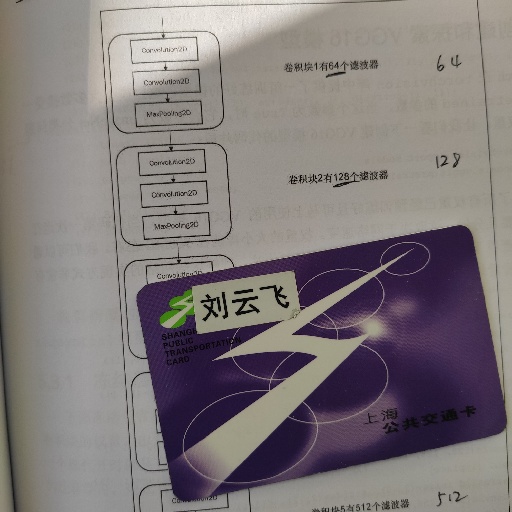 Convolution2D
Convolution2D
MaxPooling2D
卷积块1有64个滤波器
64
Convolution2D
Convolution2D
MaxPooling2D
卷积块2有128个滤波器
128
刘云飞
PUBLIC
TRANSPORTATION
CARD
上海
公共交通卡
卷积块5有512个滤波器
512